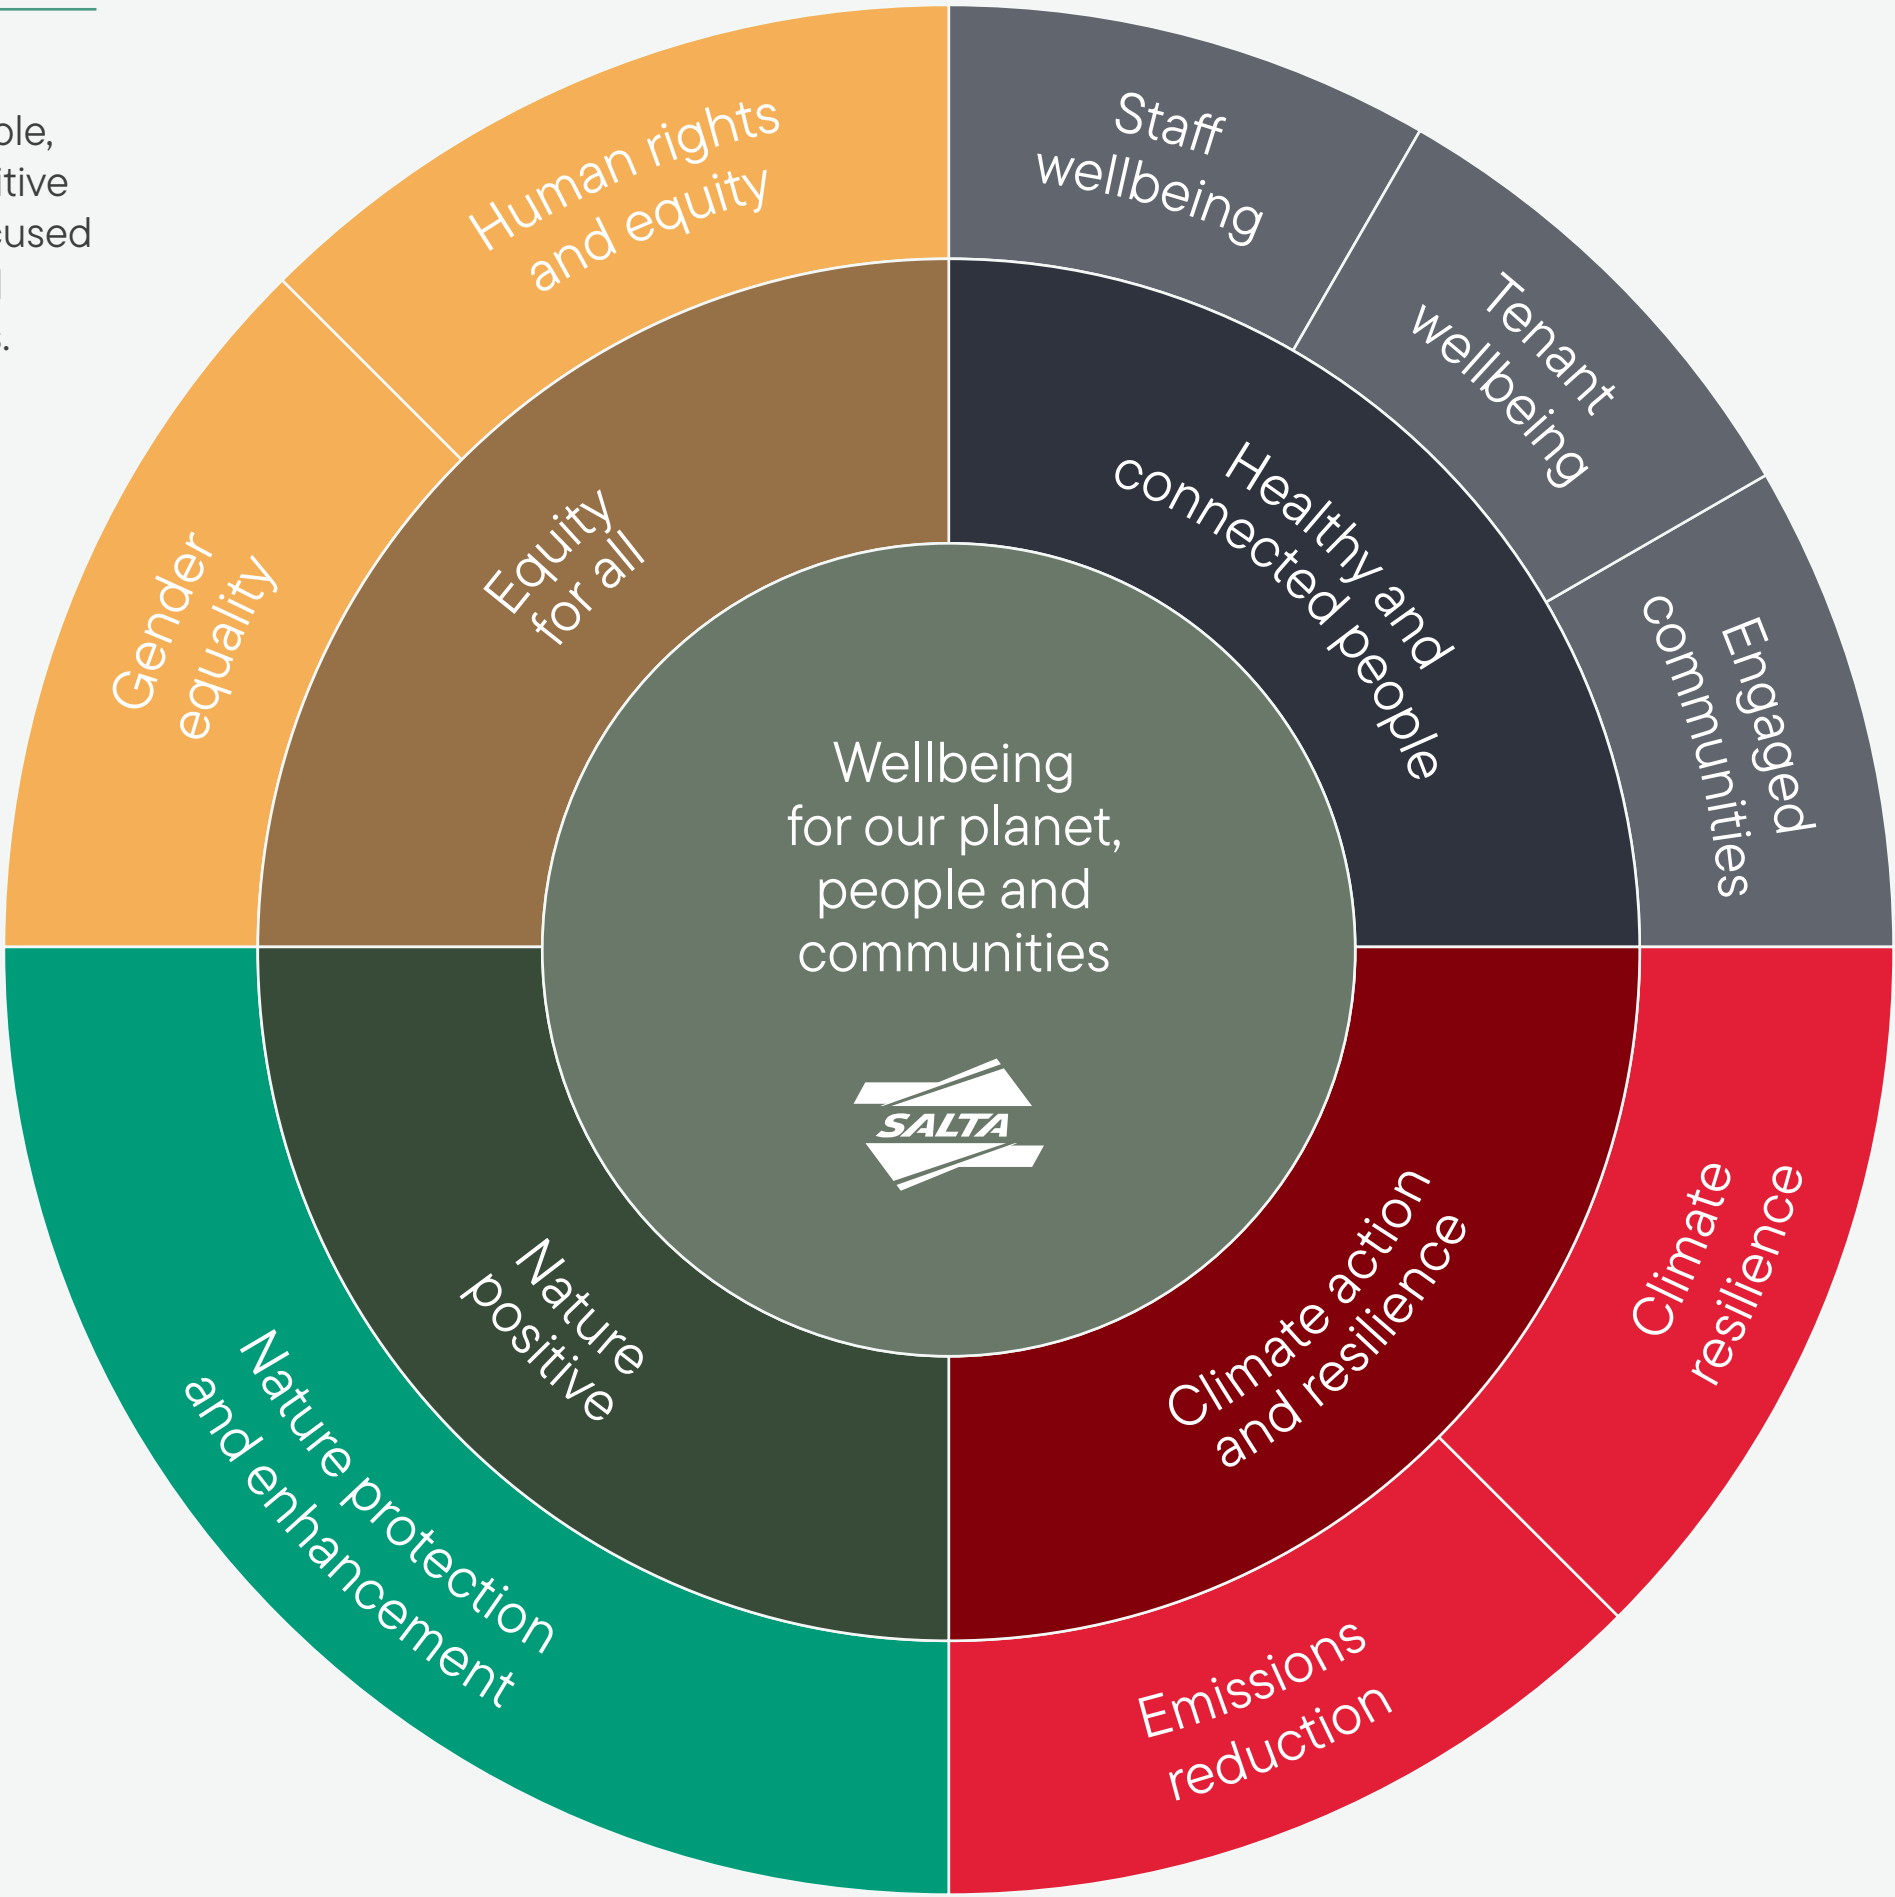 Human rights
and equity
Staff
wellbeing
Tenant
wellbeing
Engaged
communities
Gender
equality
Equity
for all
Healthy and
connected people
Wellbeing
for our planet,
people and
communities
SALTA
Nature
positive
Climate action
and resilience
Climate
resilience
Nature protection
and enhancement
Emissions
reduction